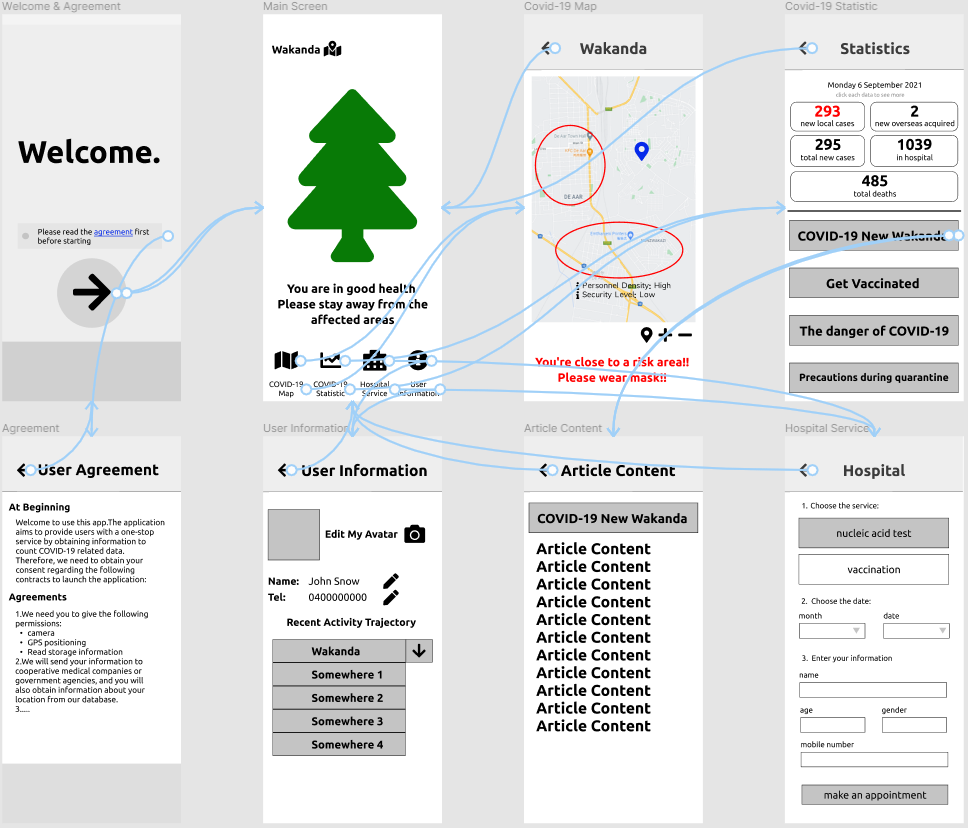 Welcome & Agreement
Welcome.
Please read the agreement first
before starting
Main Screen
Wakanda
You are in good health
Please stay away from the
affected areas
COVID-19
Map
COVID-19
Statistic
Hospital
Service
User
Information
Covid-19 Map
Wakanda
DE AAR
Personnel Density: High
Security Level: Low
You're close to a risk area!!
Please wear mask!!
Covid-19 Statistic
Statistics
Monday 6 September 2021
click each data to see more
293
new local cases
2
new overseas acquired
295
total new cases
1039
in hospital
485
total deaths
COVID-19 New Wakanda
Get Vaccinated
The danger of COVID-19
Precautions during quarantine
Agreement
User Agreement
At Beginning
Welcome to use this app.The application
aims to provide users with a one-stop
service by obtaining information to
count COVID-19 related data.
Therefore, we need to obtain your
consent regarding the following
contracts to launch the application:
Agreements
1.We need you to give the following
permissions:
• camera
• GPS positioning
• Read storage information
2.We will send your information to
cooperative medical companies or
government agencies, and you will
also obtain information about your
location from our database.
3.....
User Information
User Information
Edit My Avatar
Name: John Snow
Tel: 0400000000
Recent Activity Trajectory
Wakanda
Somewhere 1
Somewhere 2
Somewhere 3
Somewhere 4
Article Content
Article Content
COVID-19 New Wakanda
Article Content
Article Content
Article Content
Article Content
Article Content
Article Content
Article Content
Article Content
Article Content
Article Content
Article Content
Hospital Service
Hospital
1. Choose the service:
nucleic acid test
vaccination
2. Choose the date:
month
date
3. Enter your information
name
age
gender
mobile number
make an appointment